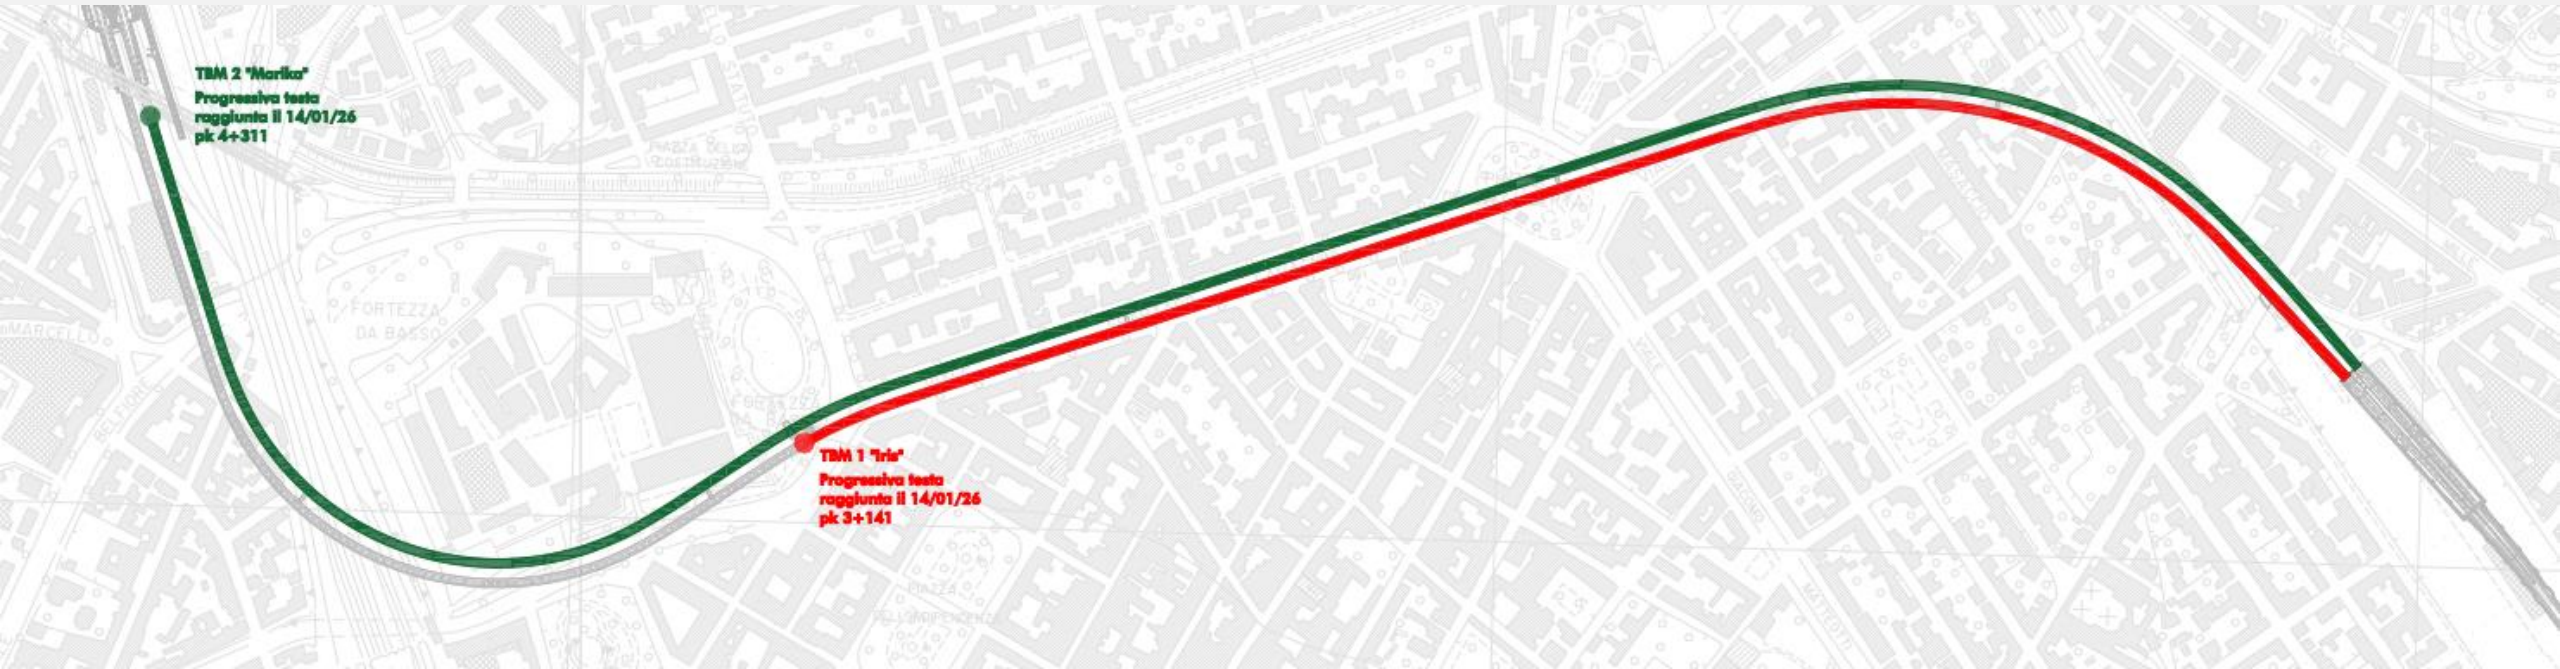 TBM 2 "Marika"
Progressiva testa
raggiunta il 14/01/26
pk 4+311
FORTEZZA
DA BASSO
TBM 1 "Iris"
Progressiva testa
raggiunta il 14/01/26
pk 3+141
PIAZZA